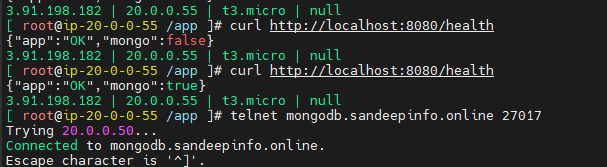 3.91.198.182 | 20.0.0.55 | t3.micro | null
[ root@ip-20-0-0-55 /app ]# curl http://localhost:8080/health
{"app":"OK","mongo":false}
3.91.198.182 | 20.0.0.55 | t3.micro | null
[ root@ip-20-0-0-55 /app ]# curl http://localhost:8080/health
{"app":"OK","mongo":true}
3.91.198.182 | 20.0.0.55 | t3.micro | null
[ root@ip-20-0-0-55 /app ]# telnet mongodb.sandeepinfo.online 27017
Trying 20.0.0.50...
Connected to mongodb.sandeepinfo.online.
Escape character is '^]'.